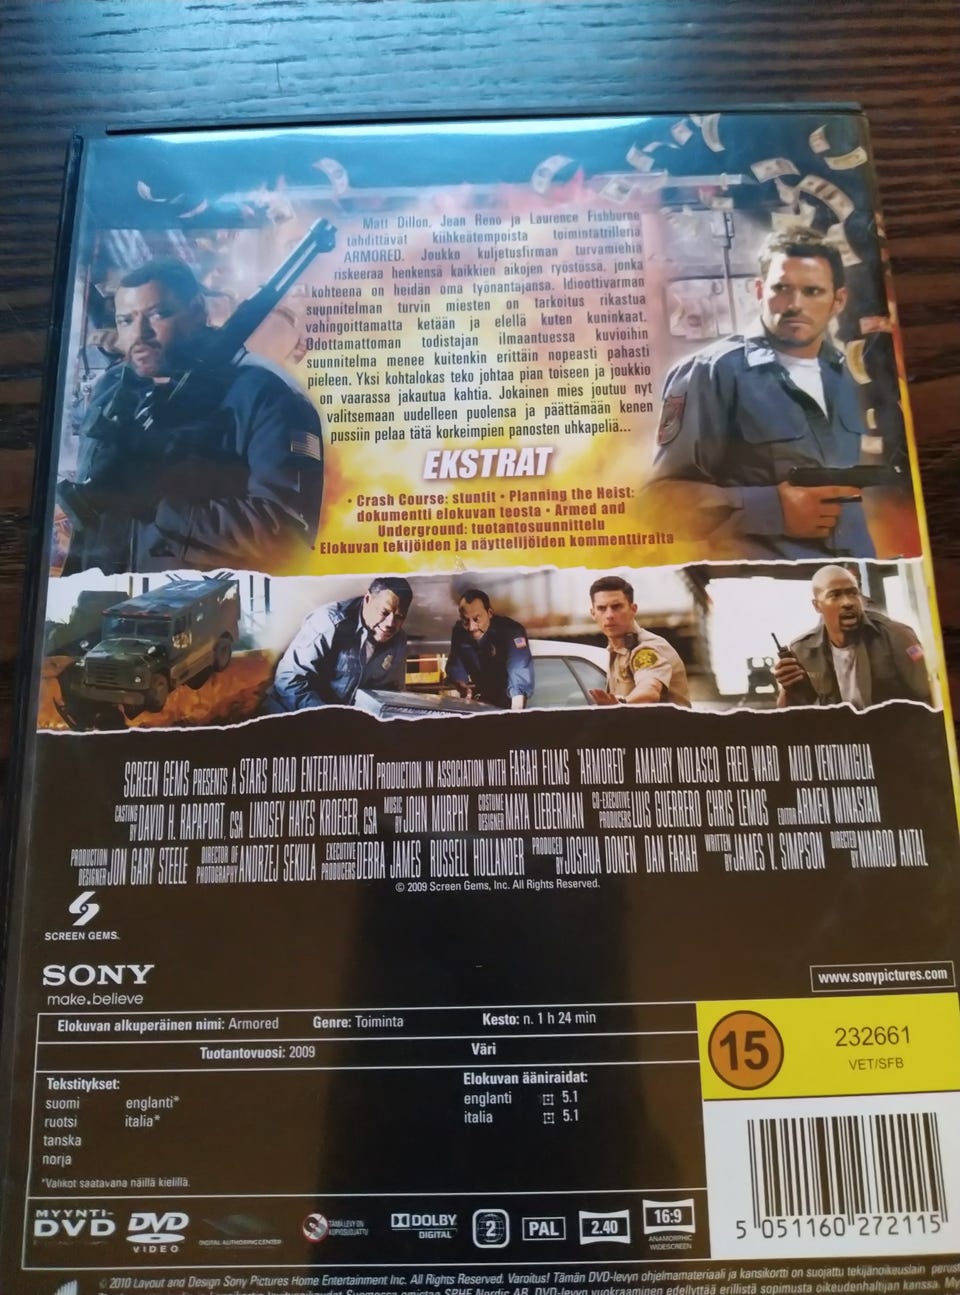 Matt Dillon, Jean Reno ja Laurence Fishburne
tähdittävät kiihkeätempoista toimintatrilleriä
ARMORED. Joukko kuljetusfirman turvamiehiä
riskeeraa henkensä kaikkien aikojen ryöstössä, jonka
kohteena on heidän oma työnantajansa. Idioottivarman
suunnitelman turvin miesten on tarkoitus rikastua
vahingoittamatta ketään ja elellä kuten kuninkaat.
Odottamattoman todistajan ilmaantuessa kuvioihin
suunnitelma menee kuitenkin erittäin nopeasti pahasti
pieleen. Yksi kohtalokas teko johtaa pian toiseen ja joukkio
on vaarassa jakautua kahtia. Jokainen mies joutuu nyt
valitsemaan uudelleen puolensa ja päättämään kenen
pussiin pelaa tätä korkeimpien panosten uhkapeliä...
EKSTRAT
• Crash Course: stuntit • Planning the Heist:
dokumentti elokuvan teosta • Armed and
Underground: tuotantosuunnittelu
• Elokuvan tekijöiden ja näyttelijöiden kommenttiraita
SCREEN GEMS PRESENTS A STARS ROAD ENTERTAINMENT PRODUCTION IN ASSOCIATION WITH FARAH FILMS "ARMORED" AMAURY NOLASCO FRED WARD MILO VENTIMIGLIA
CASTING BY DAVID H. RAPAPORT, CSA LINDSEY HAYES KROEGER, CSA MUSIC BY JOHN MURPHY COSTUME DESIGNER MAYA LIEBERMAN CO-EXECUTIVE PRODUCERS LUIS GUERRERO CHRIS LEMOS EDITOR ARMEN MINASIAN
PRODUCTION DESIGNER JON GARY STEELE DIRECTOR OF PHOTOGRAPHY ANDRZEJ SEKULA EXECUTIVE PRODUCERS DEBRA JAMES RUSSELL HOLLANDER PRODUCED BY JOSHUA DONEN DAN FARAH WRITTEN BY JAMES V. SIMPSON DIRECTED BY NIMROD ANTAL
© 2009 Screen Gems, Inc. All Rights Reserved.
SCREEN GEMS.
SONY
make.believe
www.sonypictures.com
Elokuvan alkuperäinen nimi: Armored Genre: Toiminta Kesto: n. 1 h 24 min
Tuotantovuosi: 2009 Väri
15
232661
VET/SFB
Tekstitykset:
suomi englanti*
ruotsi italia*
tanska
norja
*Valikot saatavana näillä kielillä.
Elokuvan ääniraidat:
englanti 5.1
italia 5.1
MYYNTI-
DVD
DVD
VIDEO
DIGITAL AUTHORING CENTER
TÄMÄ LEVY ON
KOPIOSUOJATTU
DOLBY
DIGITAL
2
PAL
2.40
16:9
ANAMORPHIC
WIDESCREEN
5 051160 272115
© 2010 Layout and Design Sony Pictures Home Entertainment Inc. All Rights Reserved. Varoitus! Tämän DVD-levyn ohjelmamateriaali ja kansikortti on suojattu tekijänoikeuslain